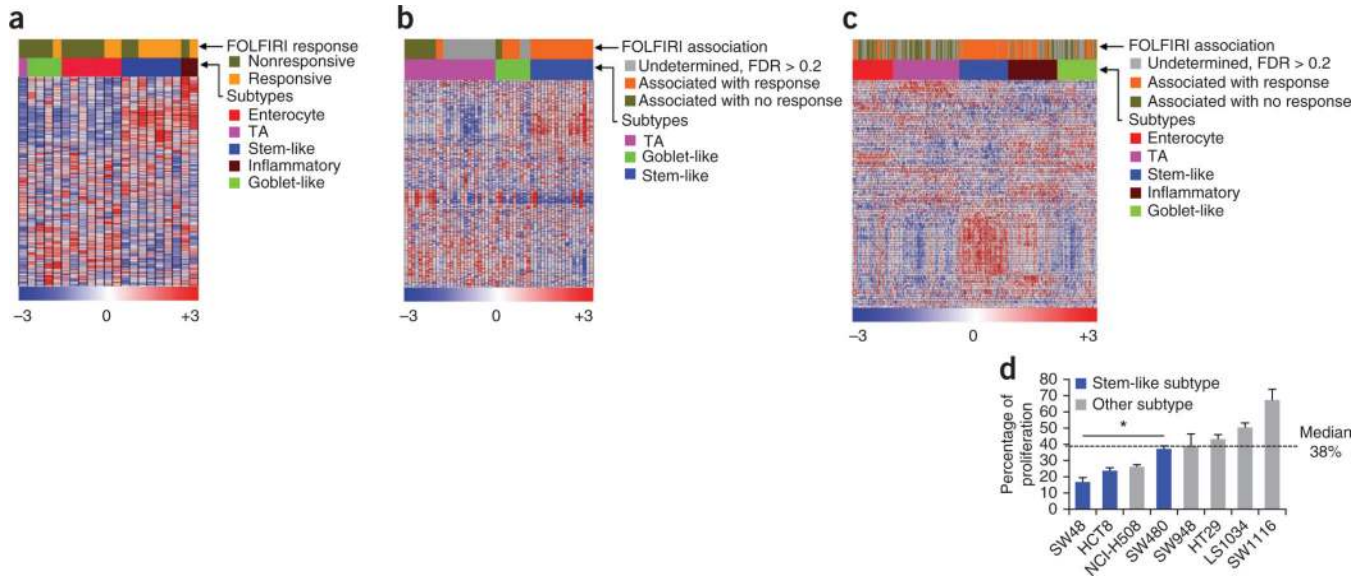 a
FOLFIRI response
Nonresponsive
Responsive
Subtypes
Enterocyte
TA
Stem-like
Inflammatory
Goblet-like
–3 0 +3
b
FOLFIRI association
Undetermined, FDR > 0.2
Associated with response
Associated with no response
Subtypes
TA
Goblet-like
Stem-like
–3 0 +3
c
FOLFIRI association
Undetermined, FDR > 0.2
Associated with response
Associated with no response
Subtypes
Enterocyte
TA
Stem-like
Inflammatory
Goblet-like
–3 0 +3
d
Percentage of
proliferation
80
70
60
50
40
30
20
10
0
Stem-like subtype
Other subtype
*
Median
38%
SW48
HCT8
NCI-H508
SW480
SW948
HT29
LS1034
SW1116